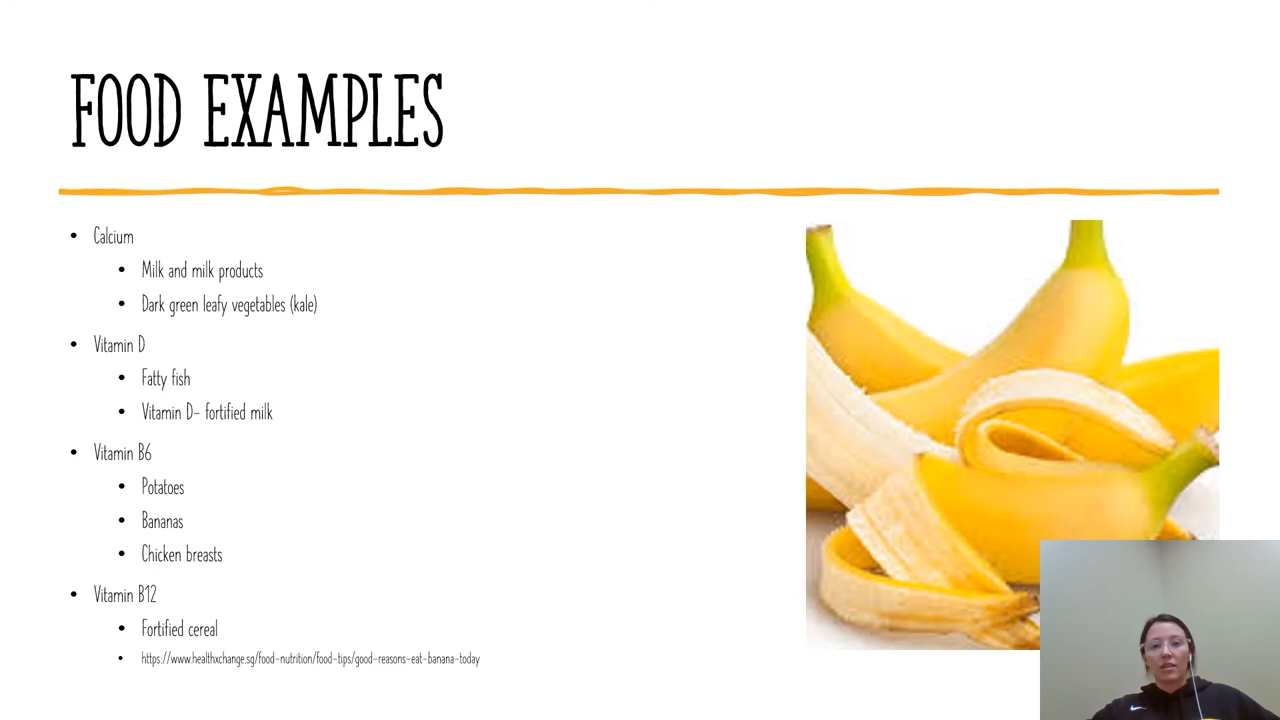 FOOD EXAMPLES
• Calcium
• Milk and milk products
• Dark green leafy vegetables (kale)
• Vitamin D
• Fatty fish
• Vitamin D- fortified milk
• Vitamin B6
• Potatoes
• Bananas
• Chicken breasts
• Vitamin B12
• Fortified cereal
• https://www.healthxchange.sg/food-nutrition/food-tips/good-reasons-eat-banana-today